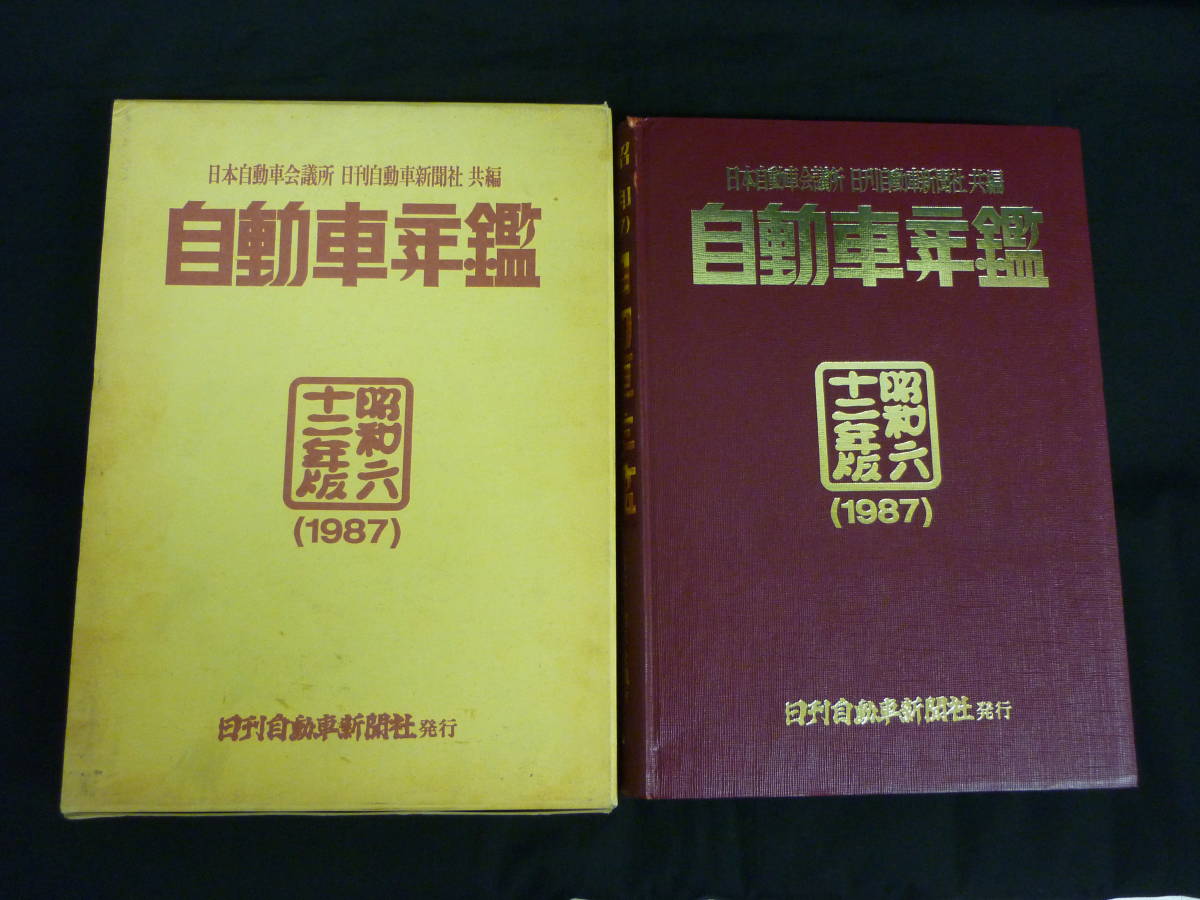 日本自動車会議所 日刊自動車新聞社 共編
自動車年鑑
昭和六
十二年版
(1987)
日刊自動車新聞社 発行
日本自動車会議所 日刊自動車新聞社 共編
自動車年鑑
昭和六
十二年版
(1987)
日刊自動車新聞社 発行